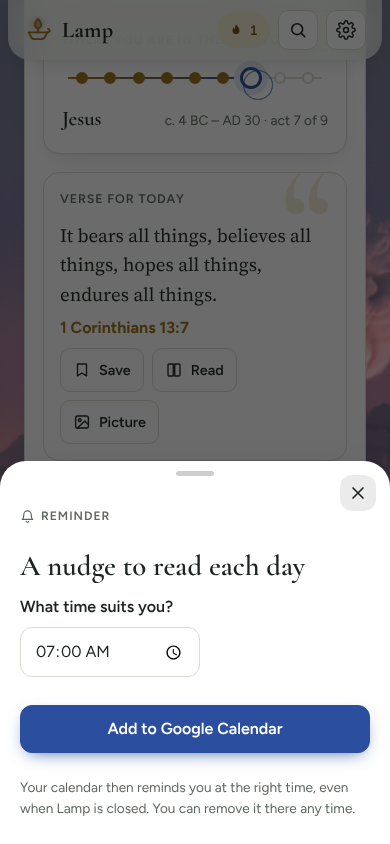 Lamp
1
Jesus
c. 4 BC – AD 30 · act 7 of 9
VERSE FOR TODAY
It bears all things, believes all
things, hopes all things,
endures all things.
1 Corinthians 13:7
Save
Read
Picture
REMINDER
A nudge to read each day
What time suits you?
07:00 AM
Add to Google Calendar
Your calendar then reminds you at the right time, even
when Lamp is closed. You can remove it there any time.